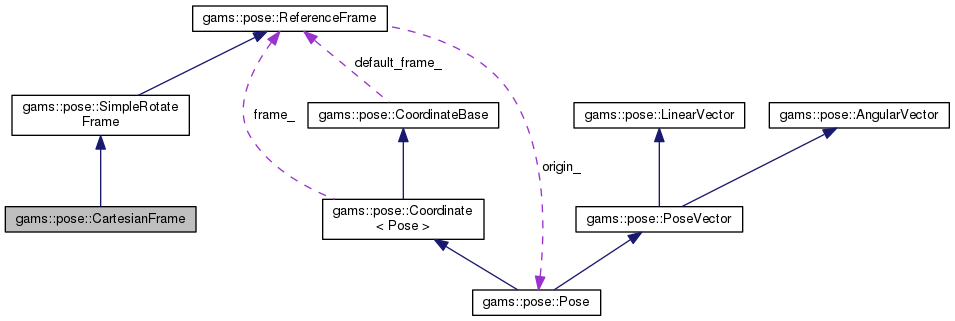 gams::pose::ReferenceFrame
default_frame_
gams::pose::SimpleRotate
Frame
frame_
gams::pose::CoordinateBase
gams::pose::LinearVector
gams::pose::AngularVector
origin_
gams::pose::CartesianFrame
gams::pose::Coordinate
< Pose >
gams::pose::PoseVector
gams::pose::Pose